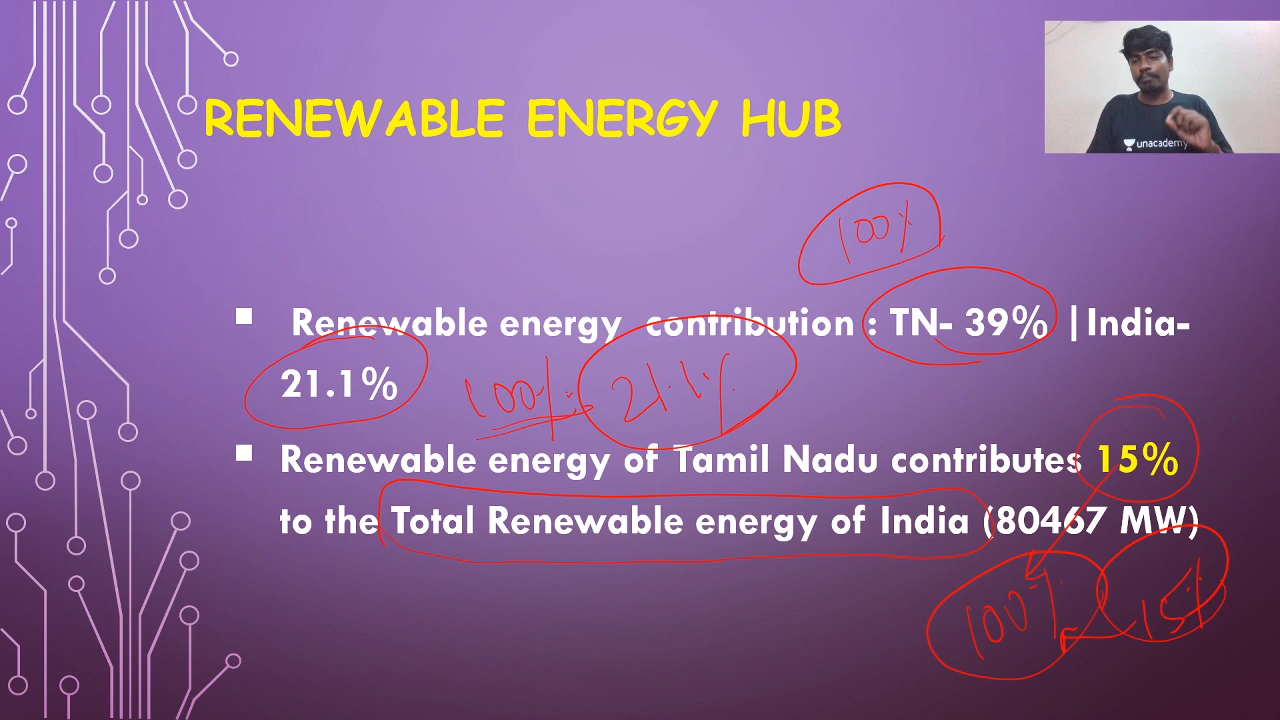 RENEWABLE ENERGY HUB
unacademy
100%
Renewable energy contribution : TN- 39% |India-
21.1%
100%
21.1%
Renewable energy of Tamil Nadu contributes 15%
to the Total Renewable energy of India (80467 MW)
100%
15%